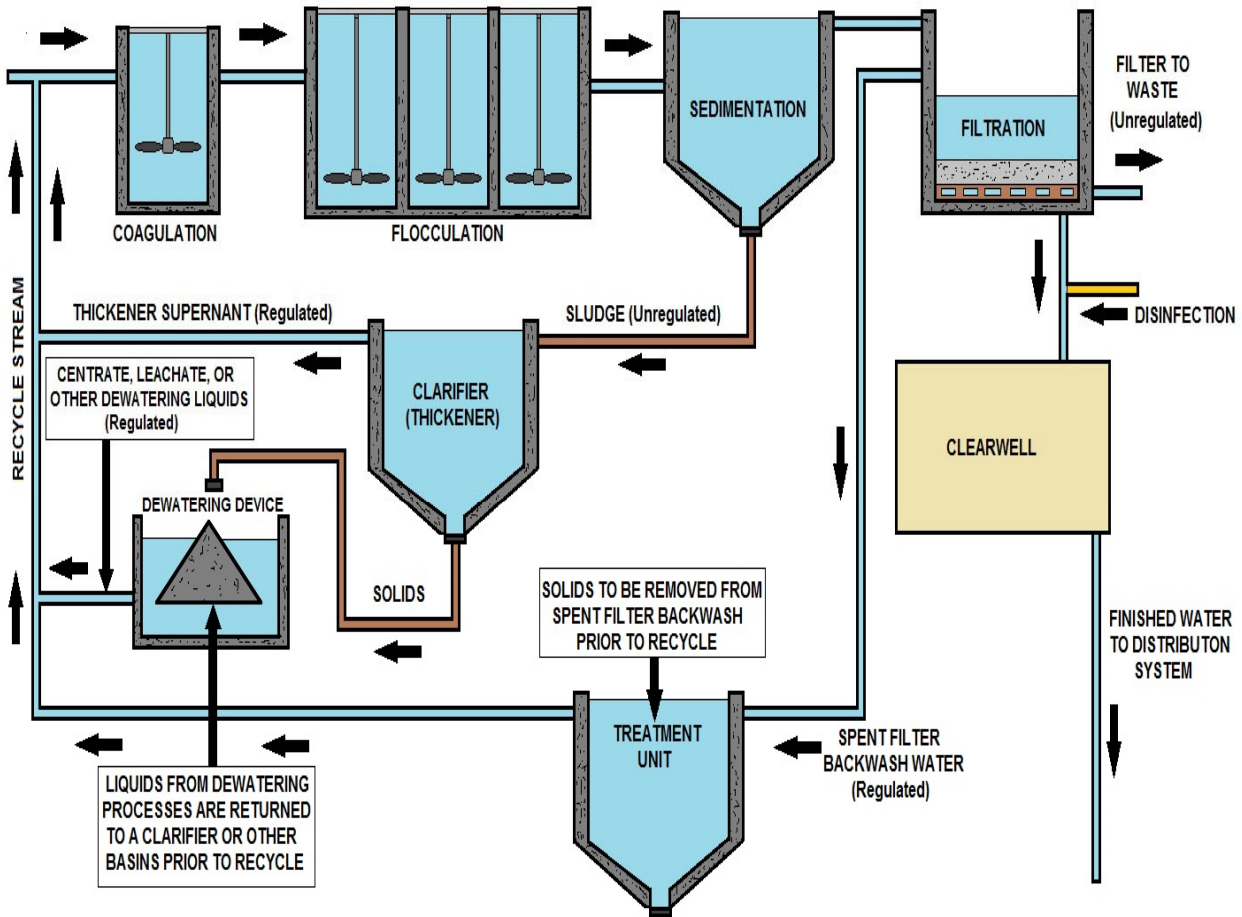 COAGULATION
FLOCCULATION
SEDIMENTATION
FILTRATION
FILTER TO
WASTE
(Unregulated)
THICKENER SUPERNANT (Regulated)
SLUDGE (Unregulated)
DISINFECTION
RECYCLE STREAM
CENTRATE, LEACHATE, OR
OTHER DEWATERING LIQUIDS
(Regulated)
CLARIFIER
(THICKENER)
CLEARWELL
DEWATERING DEVICE
SOLIDS
SOLIDS TO BE REMOVED FROM
SPENT FILTER BACKWASH
PRIOR TO RECYCLE
FINISHED WATER
TO DISTRIBUTON
SYSTEM
TREATMENT
UNIT
SPENT FILTER
BACKWASH WATER
(Regulated)
LIQUIDS FROM DEWATERING
PROCESSES ARE RETURNED
TO A CLARIFIER OR OTHER
BASINS PRIOR TO RECYCLE